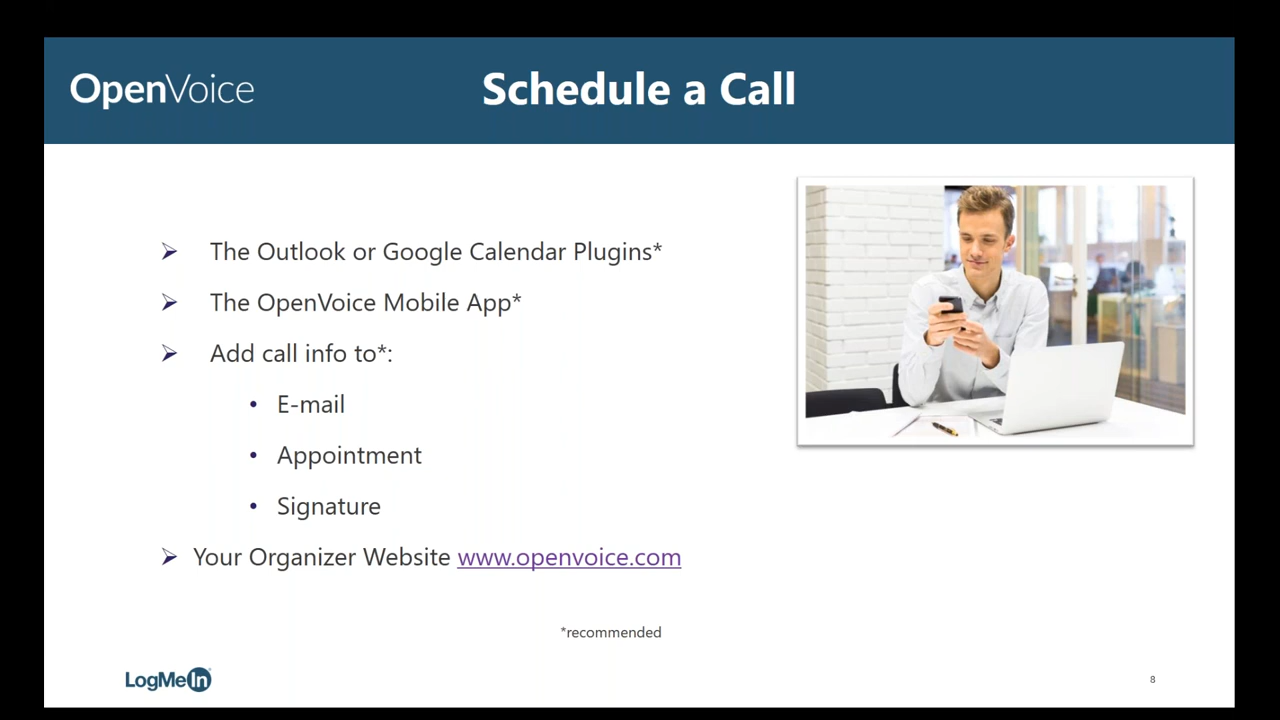 OpenVoice
Schedule a Call
The Outlook or Google Calendar Plugins*
The OpenVoice Mobile App*
Add call info to*:
E-mail
Appointment
Signature
Your Organizer Website www.openvoice.com
*recommended
LogMeIn
8